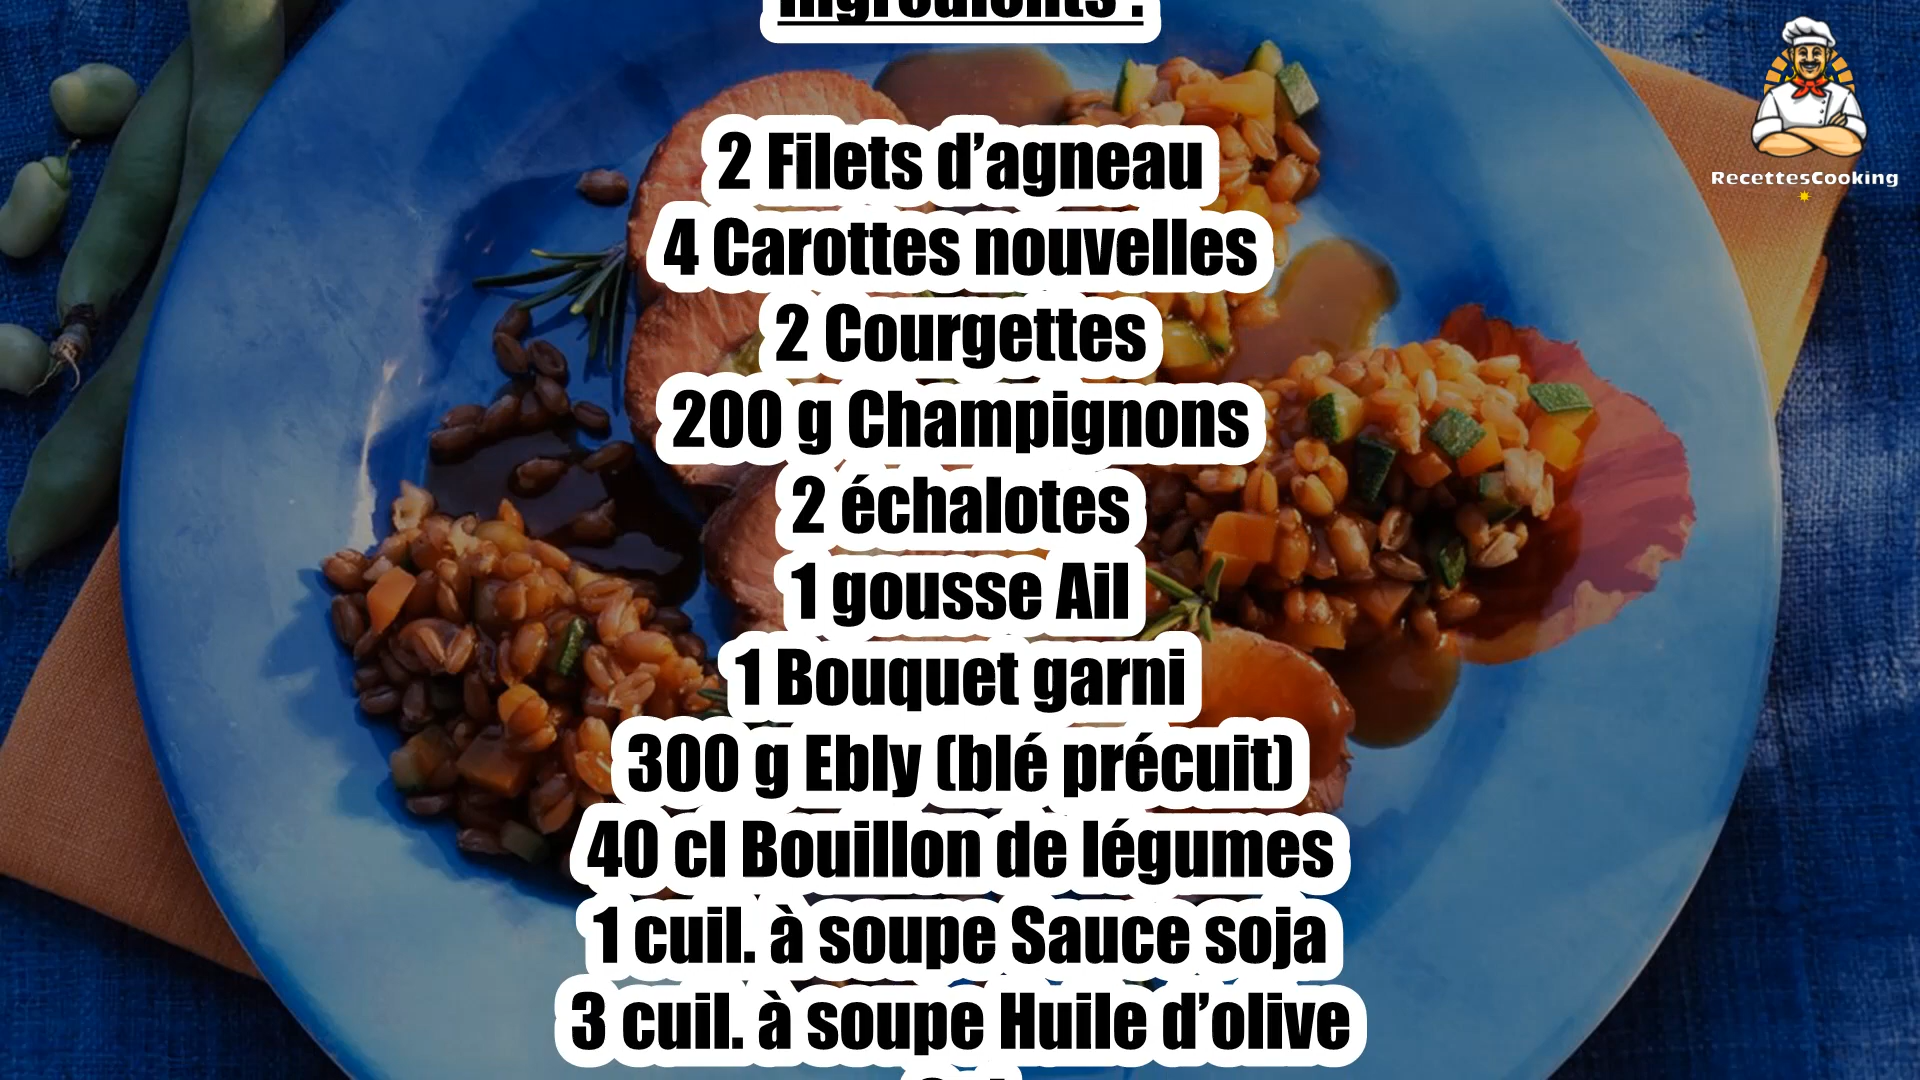 Ingrédients :
RecettesCooking
2 Filets d’agneau
4 Carottes nouvelles
2 Courgettes
200 g Champignons
2 échalotes
1 gousse Ail
1 Bouquet garni
300 g Ebly (blé précuit)
40 cl Bouillon de légumes
1 cuil. à soupe Sauce soja
3 cuil. à soupe Huile d’olive